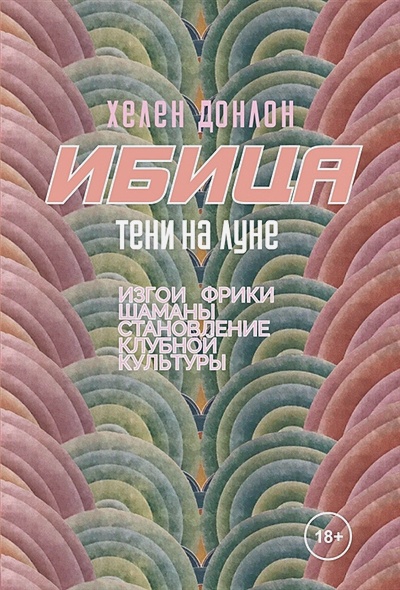 ХЕЛЕН ДОНЛОН
ИБИЦА
ТЕНИ НА ЛУНЕ
ИЗГОИ ФРИКИ
ШАМАНЫ
СТАНОВЛЕНИЕ
КЛУБНОЙ
КУЛЬТУРЫ
18+